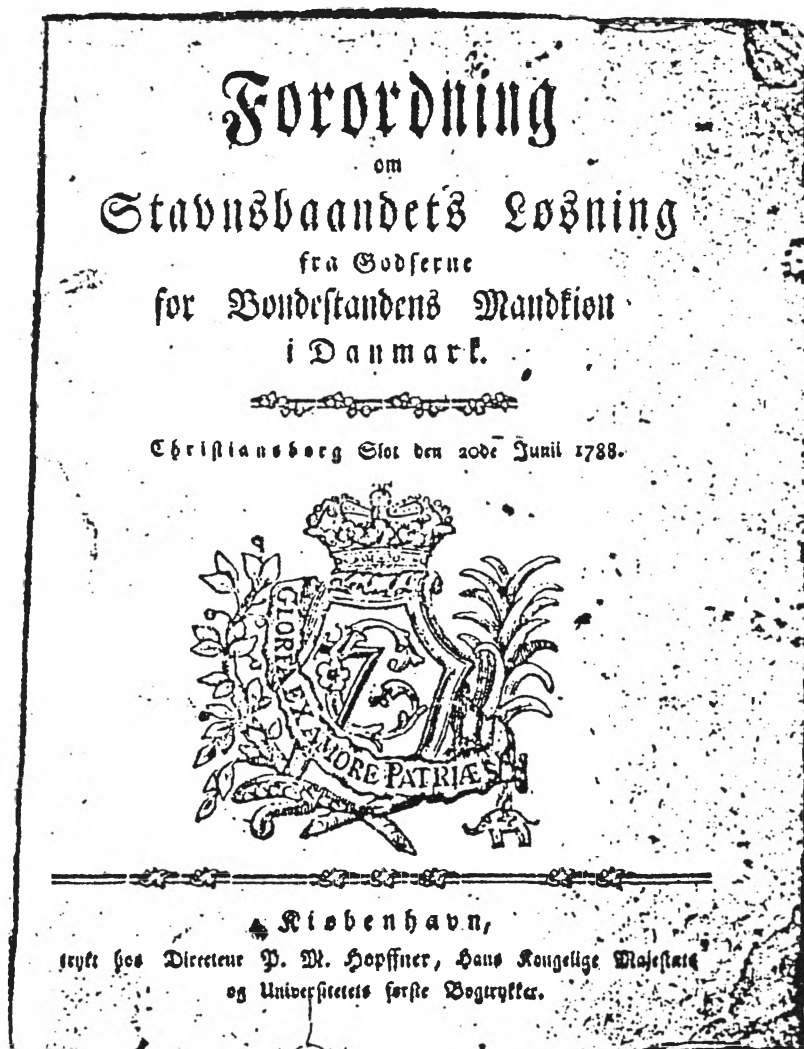 Forordning
om
Stavnsbaandets Løsning
fra Godserne
for Bondestandens Mandkiøn
i Danmark.
Christiansborg Slot den 20de Junii 1788.
GLORIA EX AMORE PATRIÆ
Kiøbenhavn,
trykt hos Directeur P. M. Höpffner, Hans Kongelige Majestæts
og Universitetets første Bogtrykker.